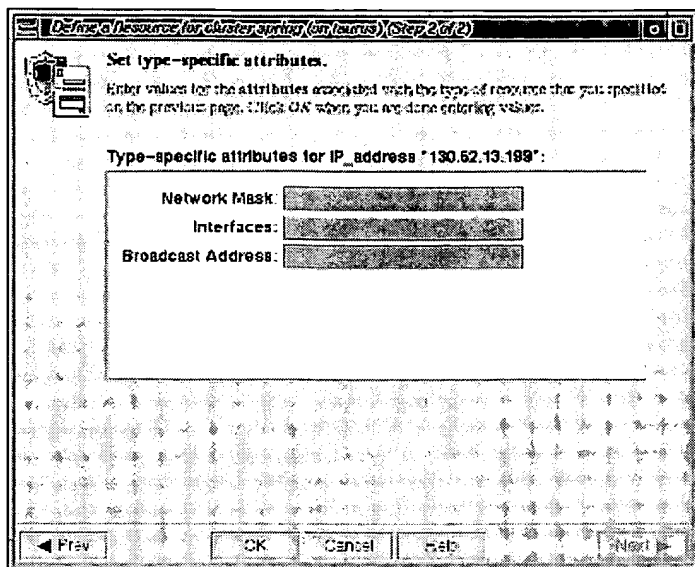 Define a Resource for cluster spring (on taurus) (Step 2 of 2)
Set type-specific attributes.
Enter values for the attributes associated with the type of resource that you specified
on the previous page. Click OK when you are done entering values.
Type-specific attributes for IP_address "130.62.13.199":
Network Mask:
Interfaces:
Broadcast Address:
Prev OK Cancel Help Next